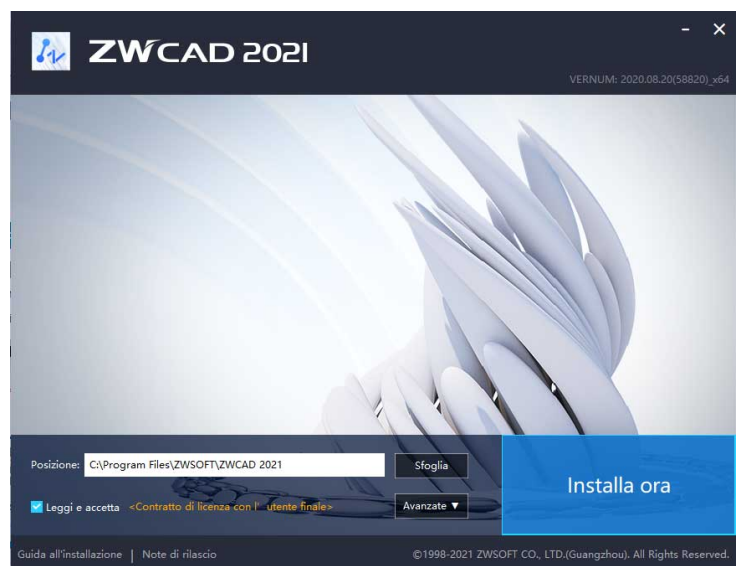 ZWCAD 2021
VERNUM: 2020.08.20(58820)_x64
Posizione: C:\Program Files\ZWSOFT\ZWCAD 2021 Sfoglia
Installa ora
Leggi e accetta <Contratto di licenza con l' utente finale> Avanzate ▼
Guida all'installazione | Note di rilascio ©1998-2021 ZWSOFT CO., LTD.(Guangzhou). All Rights Reserved.